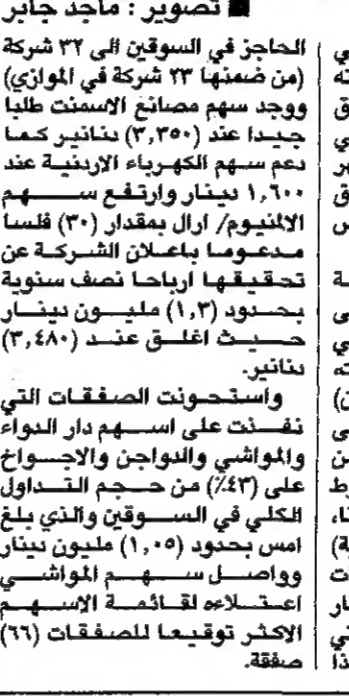 ■ تصوير : ماجد جابر
الحاجز في السوقين الى ٣٢ شركة
(من ضمنها ٢٣ شركة في الموازي)
ووجد سهم مصانع الاسمنت طلبا
جيدا عند (٣,٣٥٠) دنانير كما
دعم سهم الكهرباء الاردنية عند
١,٦٠٠ دينار وارتفع سهم
الالمنيوم/ ارال بمقدار (٣٠) فلسا
مدعوما باعلان الشركة عن
تحقيقها ارباحا نصف سنوية
بحدود (١,٣) مليون دينار
حيث اغلق عند (٣,٤٨٠)
دنانير.
واستحونت الصفقات التي
نفنت على اسهم دار الدواء
والمواشي والدواجن والاجواخ
على (٤٣٪) من حجم التداول
الكلي في السوقين والذي بلغ
امس بحدود (١,٠٥) مليون دينار
وواصل سهم المواشي
اعتلاءه لقائمة الاسهم
الاكثر توقيعا للصفقات (٦٦)
صفقة.